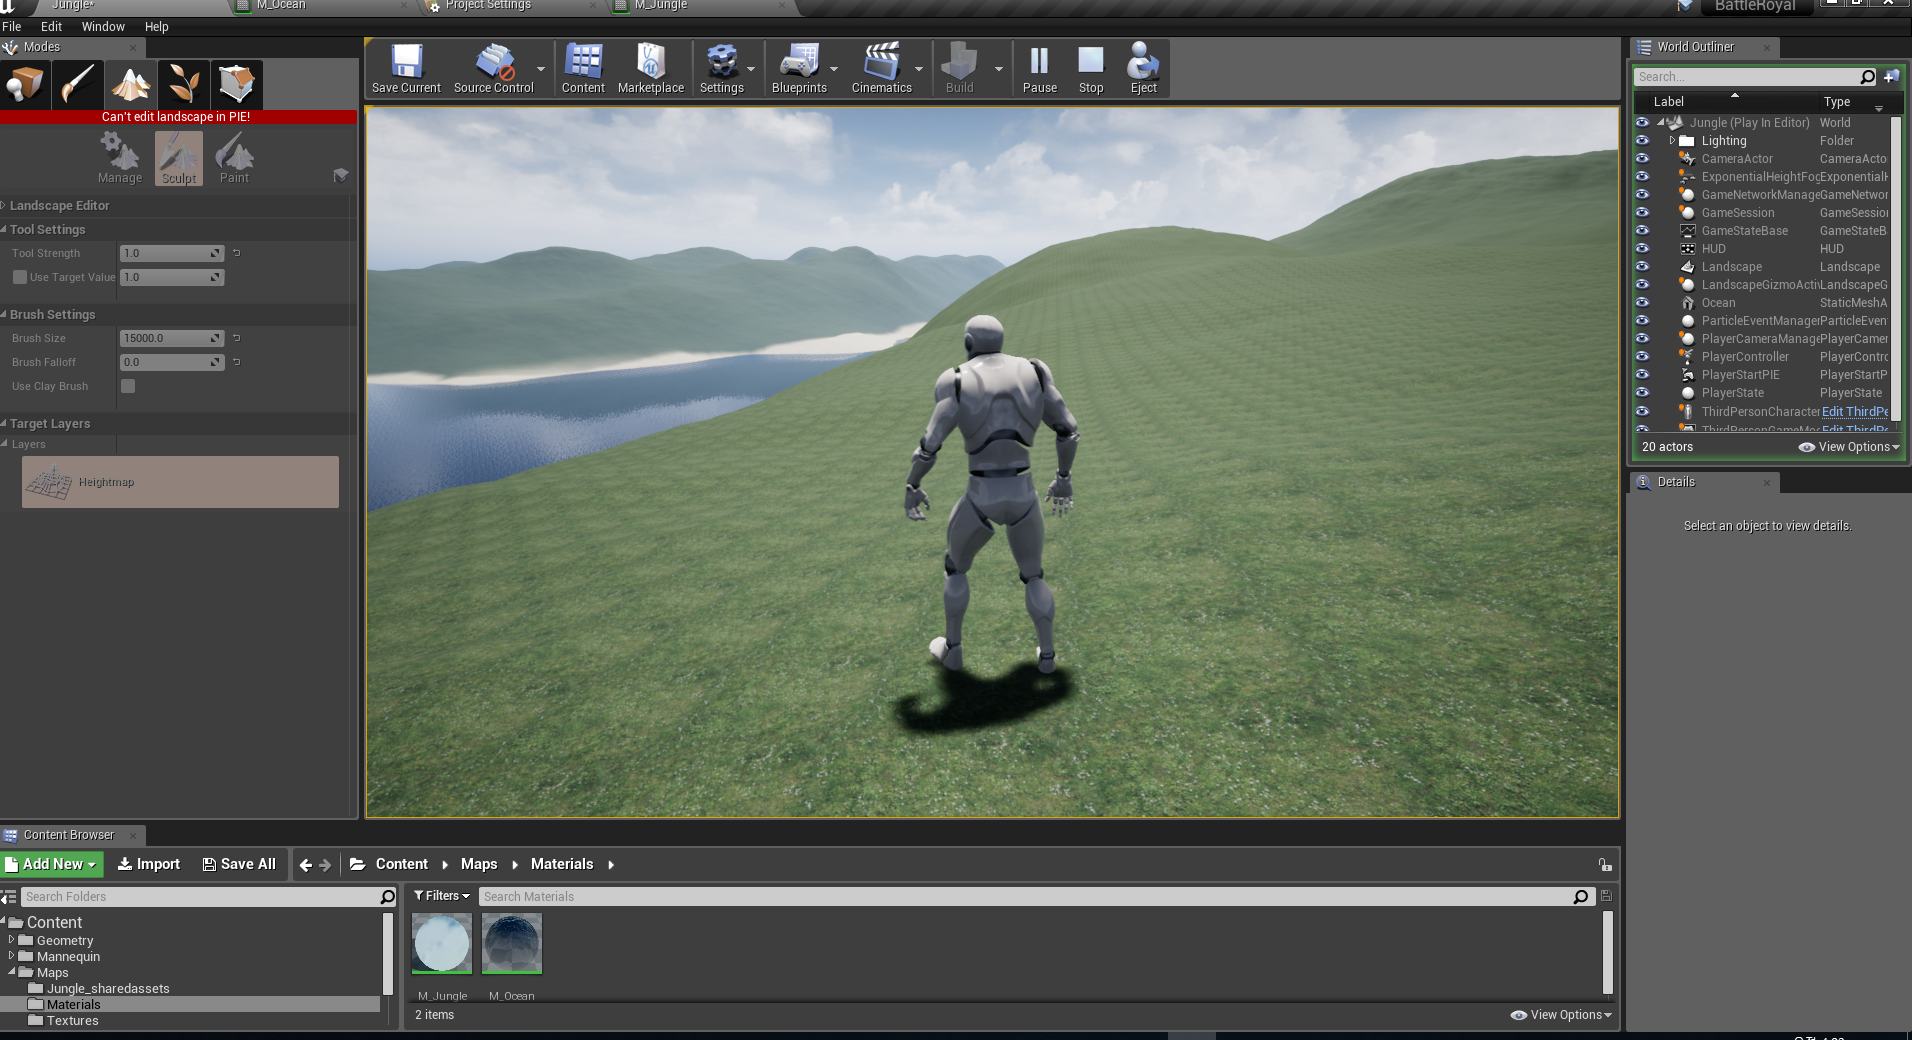 Jungle*
M_Ocean
Project Settings
M_Jungle
BattleRoyal
File Edit Window Help
Modes
Can't edit landscape in PIE!
Manage Sculpt Paint
Landscape Editor
Tool Settings
Tool Strength 1.0
Use Target Value 1.0
Brush Settings
Brush Size 15000.0
Brush Falloff 0.0
Use Clay Brush
Target Layers
Layers
Heightmap
Save Current Source Control Content Marketplace Settings Blueprints Cinematics Build Pause Stop Eject
World Outliner
Search...
Label Type
Jungle (Play In Editor) World
Lighting Folder
CameraActor CameraActo
ExponentialHeightFog ExponentialH
GameNetworkManage GameNetwor
GameSession GameSession
GameStateBase GameStateB
HUD HUD
Landscape Landscape
LandscapeGizmoActiv LandscapeG
Ocean StaticMeshA
ParticleEventManager ParticleEven
PlayerCameraManage PlayerCamer
PlayerController PlayerContro
PlayerStartPIE PlayerStartP
PlayerState PlayerState
ThirdPersonCharacter Edit ThirdPe
ThirdPersonGameMod Edit ThirdPe
20 actors View Options
Details
Select an object to view details.
Content Browser
Add New Import Save All Content Maps Materials
Search Folders
Filters Search Materials
Content
Geometry
Mannequin
Maps
Jungle_sharedassets
Materials
Textures
M_Jungle M_Ocean
2 items View Options